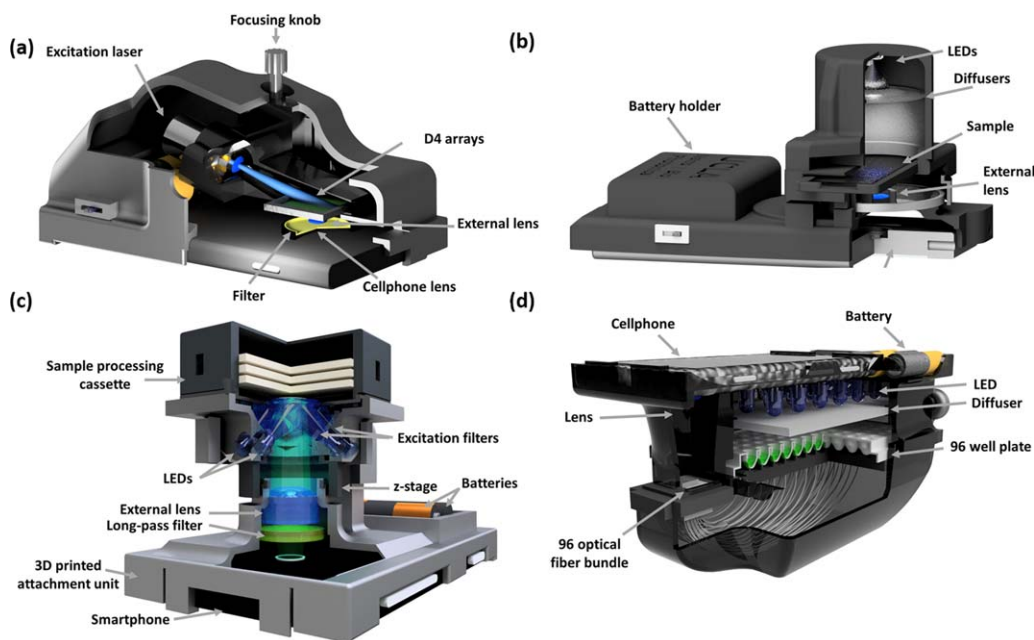 (a)
Focusing knob
Excitation laser
D4 arrays
External lens
Cellphone lens
Filter
(b)
LEDs
Diffusers
Sample
Battery holder
External
lens
(c)
Sample processing
cassette
Excitation filters
LEDs
z-stage
Batteries
External lens
Long-pass filter
3D printed
attachment unit
Smartphone
(d)
Cellphone
Battery
LED
Diffuser
Lens
96 well plate
96 optical
fiber bundle